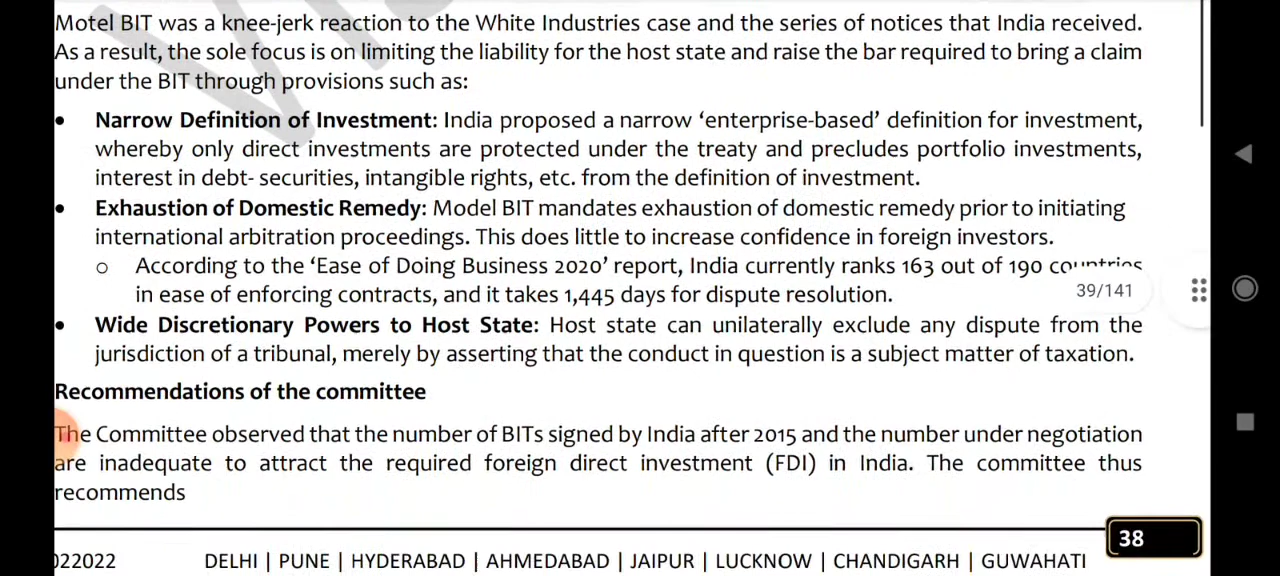 Motel BIT was a knee-jerk reaction to the White Industries case and the series of notices that India received.
As a result, the sole focus is on limiting the liability for the host state and raise the bar required to bring a claim
under the BIT through provisions such as:
• Narrow Definition of Investment: India proposed a narrow ‘enterprise-based’ definition for investment,
whereby only direct investments are protected under the treaty and precludes portfolio investments,
interest in debt- securities, intangible rights, etc. from the definition of investment.
• Exhaustion of Domestic Remedy: Model BIT mandates exhaustion of domestic remedy prior to initiating
international arbitration proceedings. This does little to increase confidence in foreign investors.
o According to the ‘Ease of Doing Business 2020’ report, India currently ranks 163 out of 190 countries
in ease of enforcing contracts, and it takes 1,445 days for dispute resolution.
39/141
• Wide Discretionary Powers to Host State: Host state can unilaterally exclude any dispute from the
jurisdiction of a tribunal, merely by asserting that the conduct in question is a subject matter of taxation.
Recommendations of the committee
The Committee observed that the number of BITs signed by India after 2015 and the number under negotiation
are inadequate to attract the required foreign direct investment (FDI) in India. The committee thus
recommends
38
022022 DELHI | PUNE | HYDERABAD | AHMEDABAD | JAIPUR | LUCKNOW | CHANDIGARH | GUWAHATI